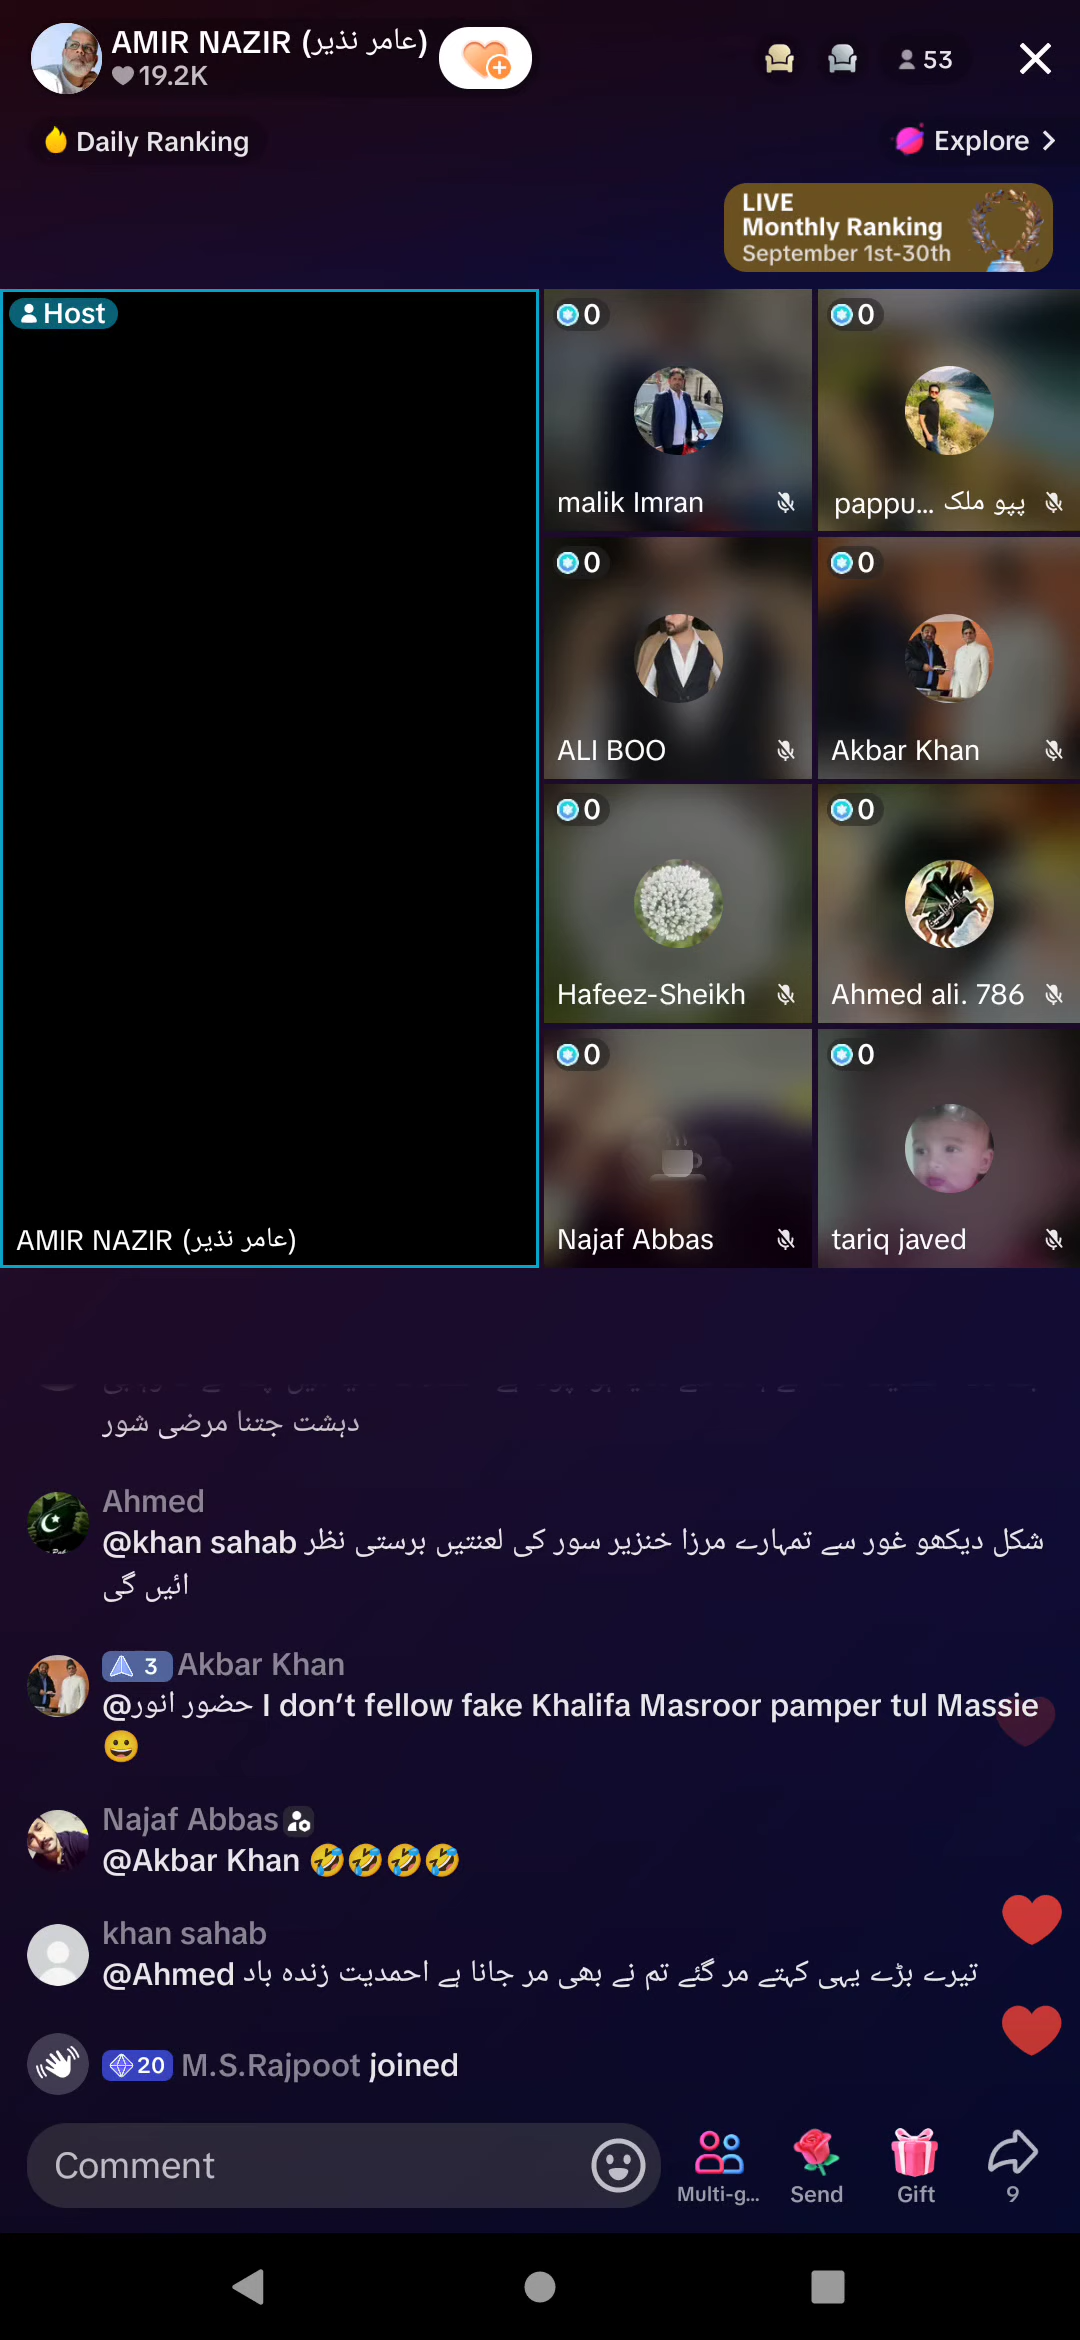 AMIR NAZIR (عامر نذیر)
19.2K
53
Daily Ranking
Explore
LIVE
Monthly Ranking
September 1st-30th
Host
AMIR NAZIR (عامر نذیر)
0
malik Imran
0
pappu... پپو ملک
0
ALI BOO
0
Akbar Khan
0
Hafeez-Sheikh
0
Ahmed ali. 786
0
Najaf Abbas
0
tariq javed
دہشت جتنا مرضی شور
Ahmed
@khan sahab شکل دیکھو غور سے تمہارے مرزا خنزیر سور کی لعنتیں برستی نظر
ائیں گی
3 Akbar Khan
@حضور انور I don’t fellow fake Khalifa Masroor pamper tul Massie
😀
Najaf Abbas
@Akbar Khan 🤣🤣🤣🤣
khan sahab
@Ahmed تیرے بڑے یہی کہتے مر گئے تم نے بھی مر جانا ہے احمدیت زندہ باد
20 M.S.Rajpoot joined
Comment
Multi-g...
Send
Gift
9